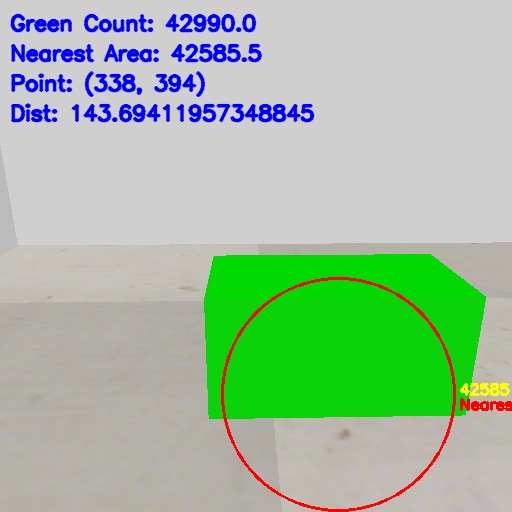 Green Count: 42990.0
Nearest Area: 42585.5
Point: (338, 394)
Dist: 143.69411957348845
42585
Neares